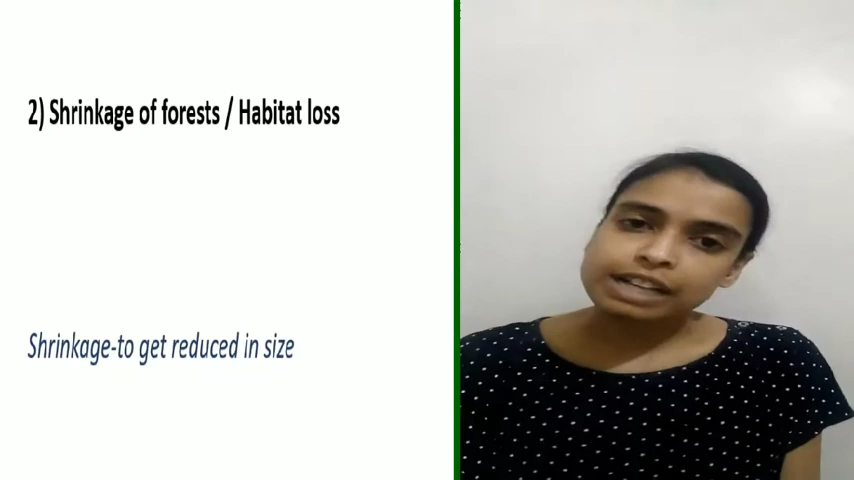 2) Shrinkage of forests / Habitat loss
Shrinkage-to get reduced in size